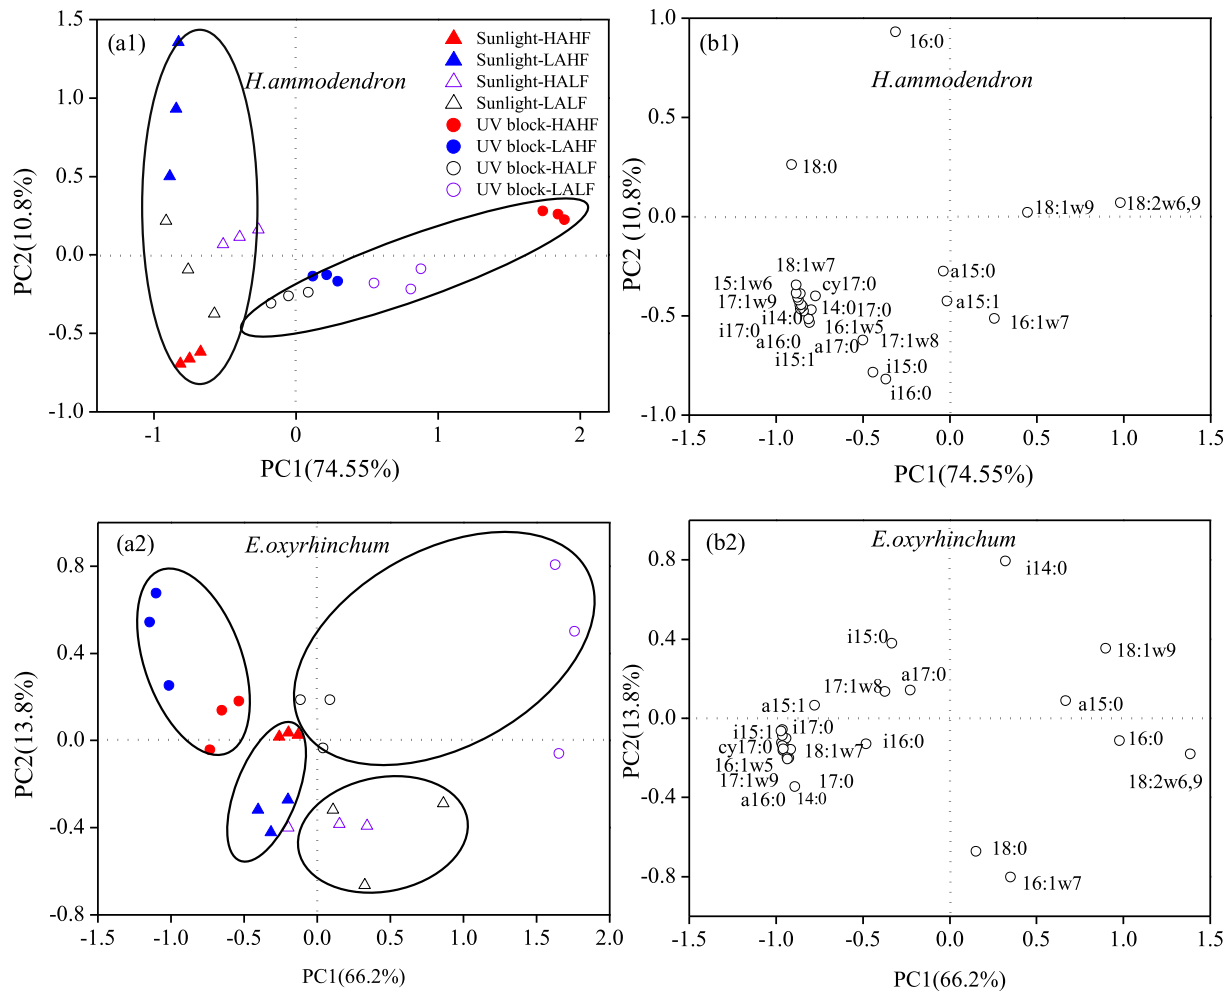 (a1)
H.ammodendron
Sunlight-HAHF
Sunlight-LAHF
Sunlight-HALF
Sunlight-LALF
UV block-HAHF
UV block-LAHF
UV block-HALF
UV block-LALF
1.5
1.0
0.5
0.0
-0.5
-1.0
PC2(10.8%)
-1
0
1
2
PC1(74.55%)
(b1)
H.ammodendron
16:0
18:0
18:1w9
18:2w6,9
a15:0
a15:1
16:1w7
18:1w7
15:1w6
cy17:0
17:1w9
14:0
17:0
i14:0
i17:0
16:1w5
a16:0
a17:0
17:1w8
i15:1
i15:0
i16:0
1.0
0.5
0.0
-0.5
-1.0
PC2 (10.8%)
-1.5
-1.0
-0.5
0.0
0.5
1.0
1.5
PC1(74.55%)
(a2)
E.oxyrhinchum
0.8
0.4
0.0
-0.4
-0.8
PC2(13.8%)
-1.5
-1.0
-0.5
0.0
0.5
1.0
1.5
2.0
PC1(66.2%)
(b2)
E.oxyrhinchum
i14:0
i15:0
18:1w9
a17:0
17:1w8
a15:1
a15:0
i15:1
i17:0
i16:0
16:0
cy17:0
18:1w7
18:2w6,9
16:1w5
17:1w9
17:0
a16:0
14:0
18:0
16:1w7
0.8
0.4
0.0
-0.4
-0.8
PC2(13.8%)
-1.5
-1.0
-0.5
0.0
0.5
1.0
1.5
PC1(66.2%)